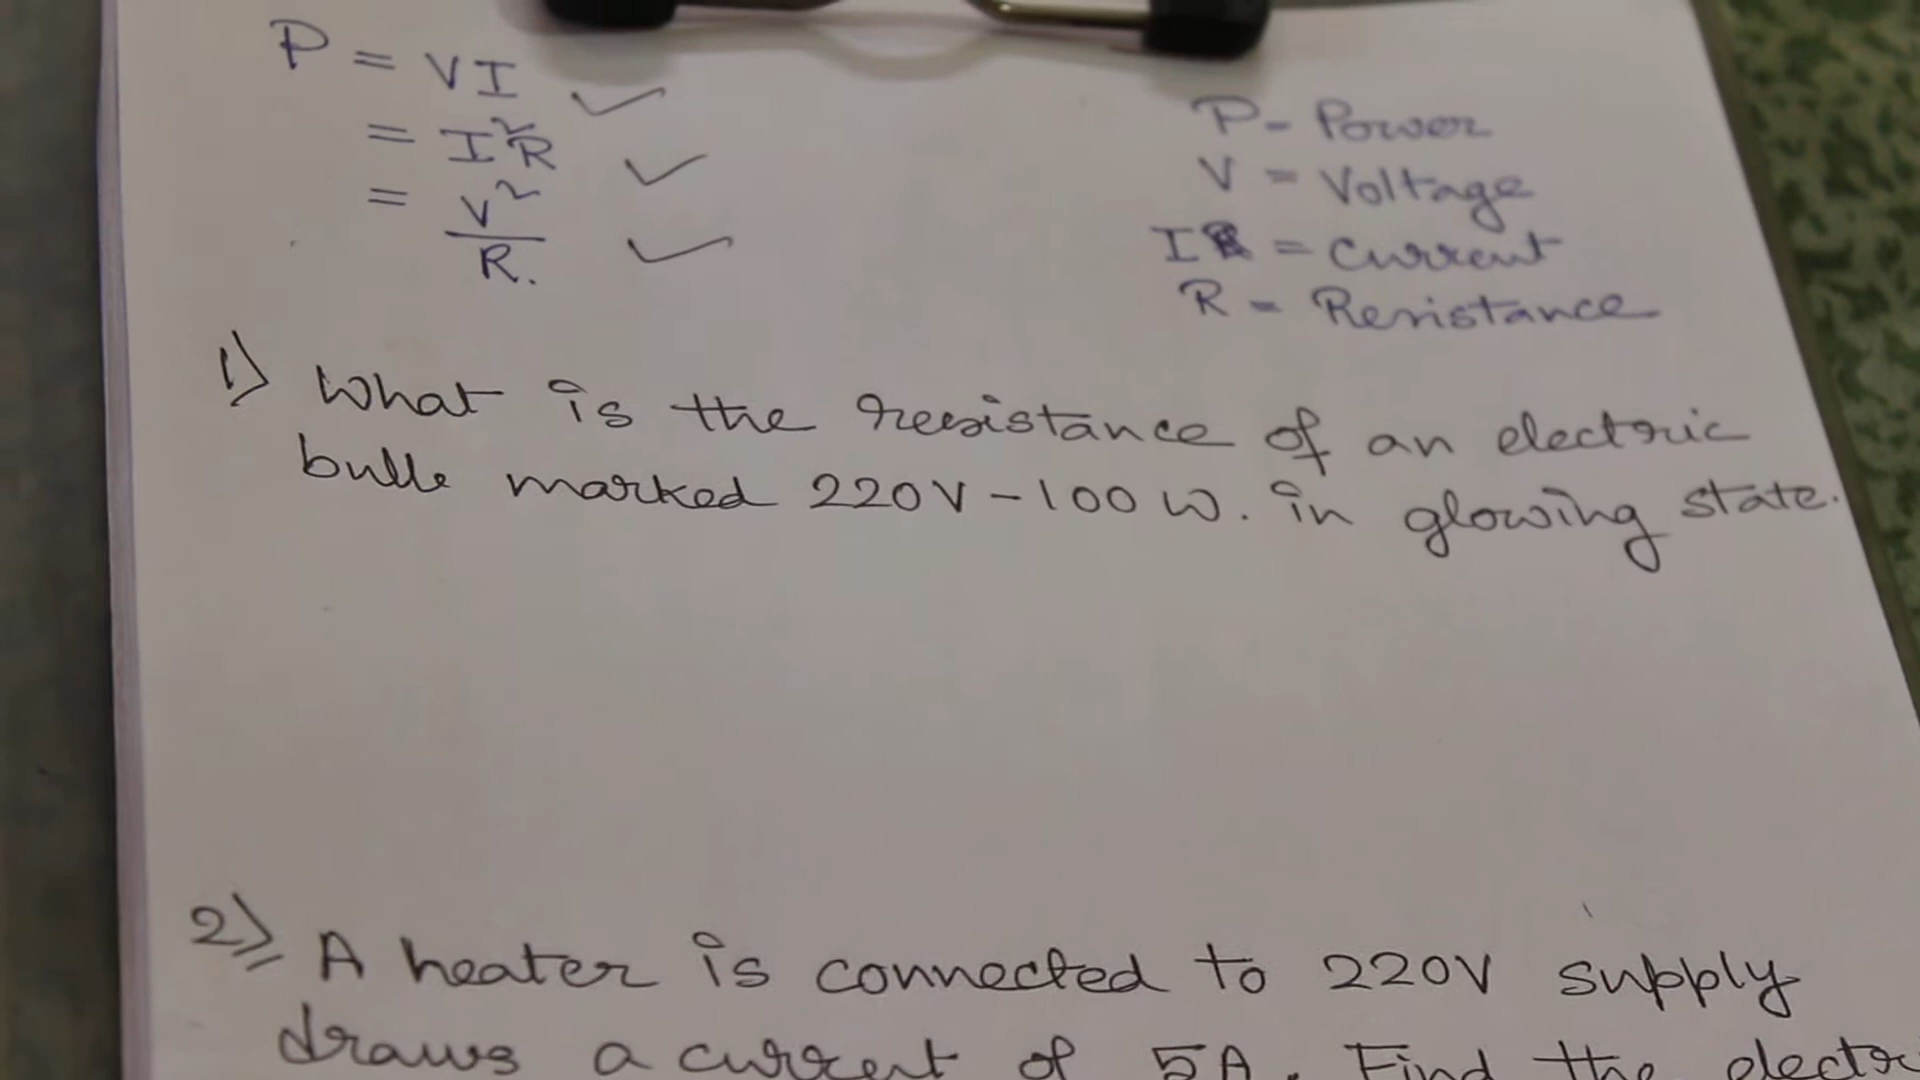 P = VI
= I²R
= V²/R.
P - Power
V = Voltage
I = Current
R - Resistance
1) What is the resistance of an electric
bulb marked 220V - 100 W. in glowing state.
2) A heater is connected to 220V supply
draws a current of 5A. Find the